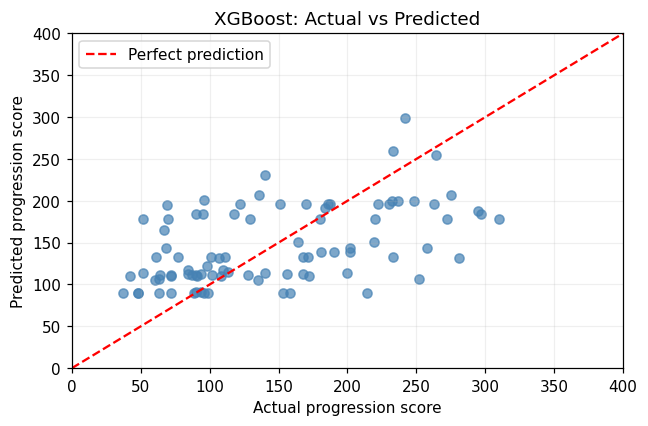 XGBoost: Actual vs Predicted
Perfect prediction
Predicted progression score
400
350
300
250
200
150
100
50
0
0 50 100 150 200 250 300 350 400
Actual progression score